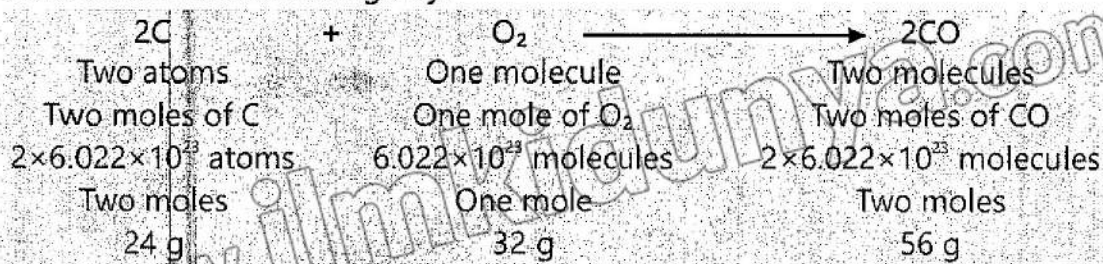 2C + O₂ ⟶ 2CO
Two atoms One molecule Two molecules
Two moles of C One mole of O₂ Two moles of CO
2×6.022×10²³ atoms 6.022×10²³ molecules 2×6.022×10²³ molecules
Two moles One mole Two moles
24 g 32 g 56 g
ilmkidunya.com